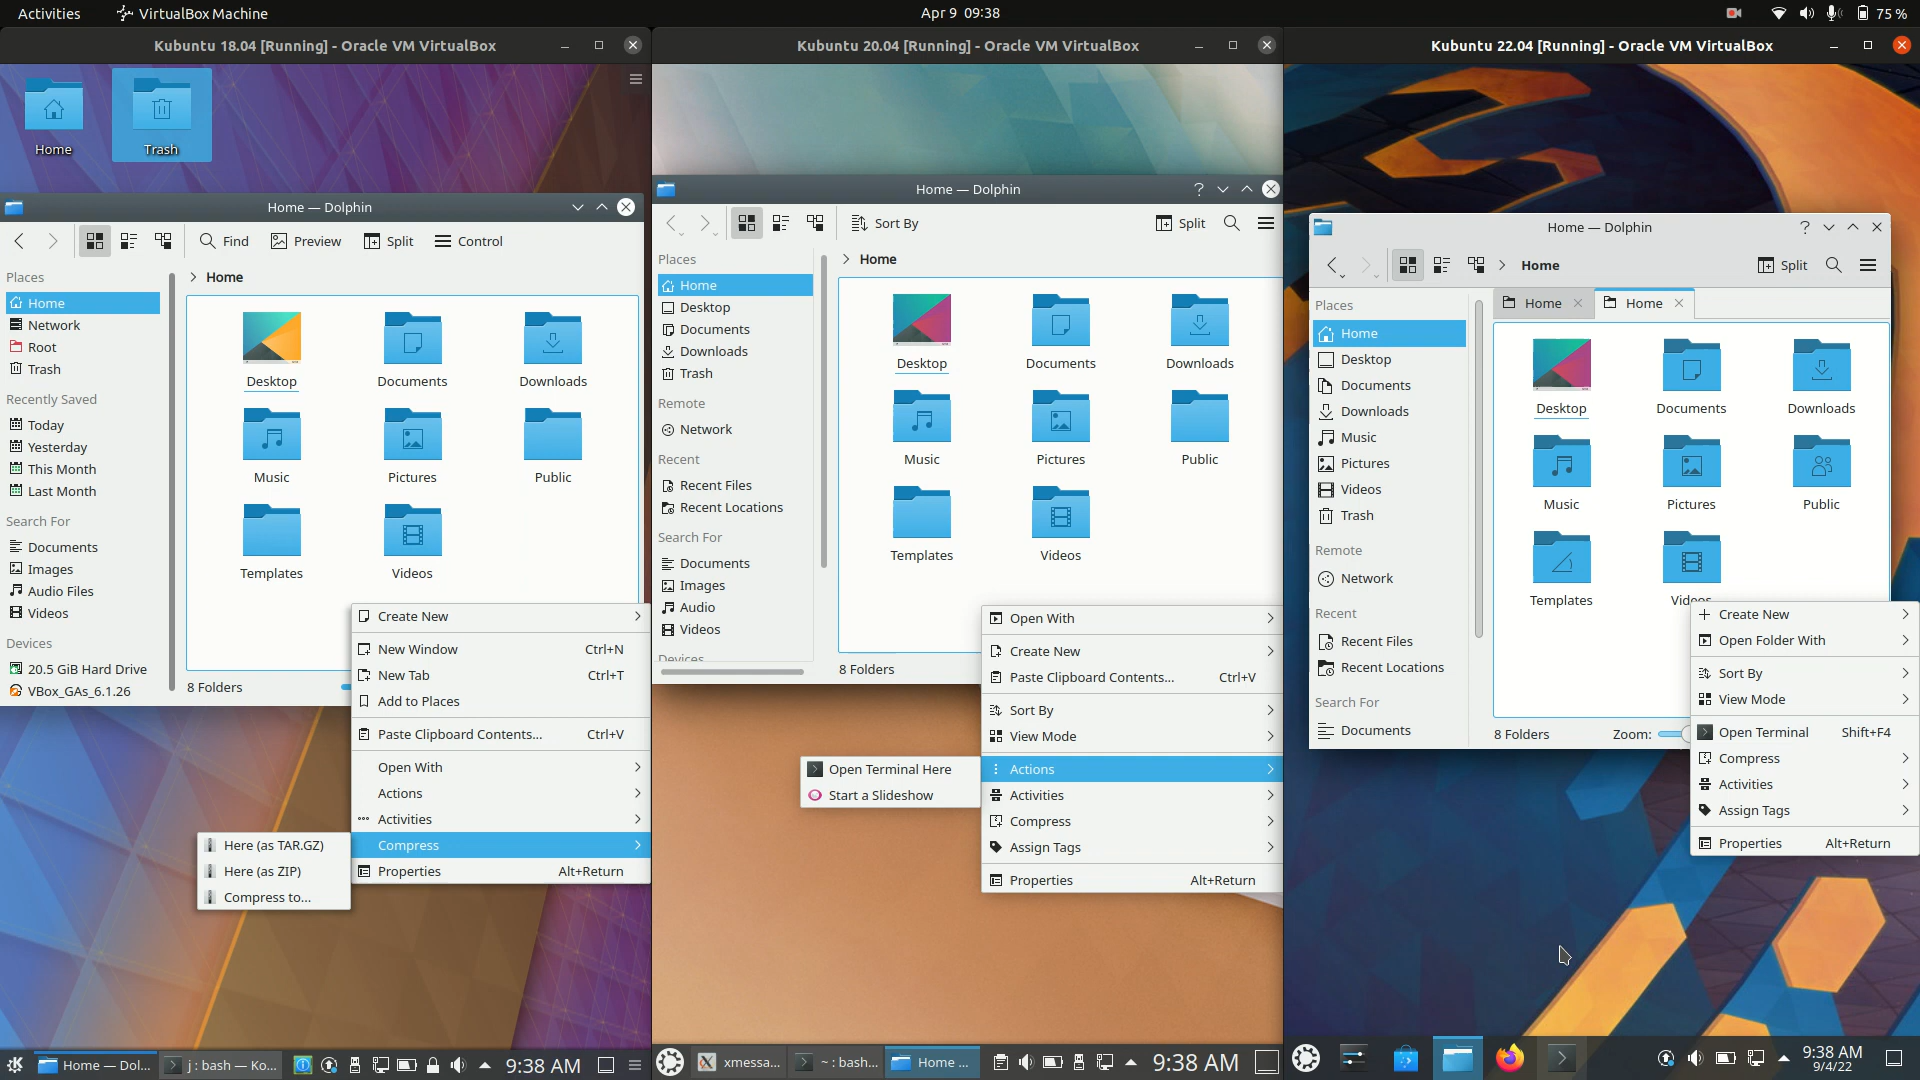 Activities
VirtualBox Machine
Apr 9 09:38
75 %
Kubuntu 18.04 [Running] - Oracle VM VirtualBox
Home
Trash
Home — Dolphin
Find
Preview
Split
Control
Places
Home
Network
Root
Trash
Recently Saved
Today
Yesterday
This Month
Last Month
Search For
Documents
Images
Audio Files
Videos
Devices
20.5 GiB Hard Drive
VBox_GAs_6.1.26
Home
Desktop
Documents
Downloads
Music
Pictures
Public
Templates
Videos
8 Folders
Create New
New Window Ctrl+N
New Tab Ctrl+T
Add to Places
Paste Clipboard Contents... Ctrl+V
Open With
Actions
Activities
Compress
Properties Alt+Return
Here (as TAR.GZ)
Here (as ZIP)
Compress to...
Home — Dol...
j : bash — Ko...
9:38 AM
Kubuntu 20.04 [Running] - Oracle VM VirtualBox
Home — Dolphin
?
Sort By
Split
Places
Home
Desktop
Documents
Downloads
Trash
Remote
Network
Recent
Recent Files
Recent Locations
Search For
Documents
Images
Audio
Videos
Devices
Home
Desktop
Documents
Downloads
Music
Pictures
Public
Templates
Videos
8 Folders
Open With
Create New
Paste Clipboard Contents... Ctrl+V
Sort By
View Mode
Actions
Activities
Compress
Assign Tags
Properties Alt+Return
Open Terminal Here
Start a Slideshow
xmessa...
~ : bash...
Home ...
9:38 AM
Kubuntu 22.04 [Running] - Oracle VM VirtualBox
Home — Dolphin
?
Home
Split
Places
Home
Desktop
Documents
Downloads
Music
Pictures
Videos
Trash
Remote
Network
Recent
Recent Files
Recent Locations
Search For
Documents
Home
Home
Desktop
Documents
Downloads
Music
Pictures
Public
Templates
Videos
8 Folders
Zoom:
Create New
Open Folder With
Sort By
View Mode
Open Terminal Shift+F4
Compress
Activities
Assign Tags
Properties Alt+Return
9:38 AM
9/4/22